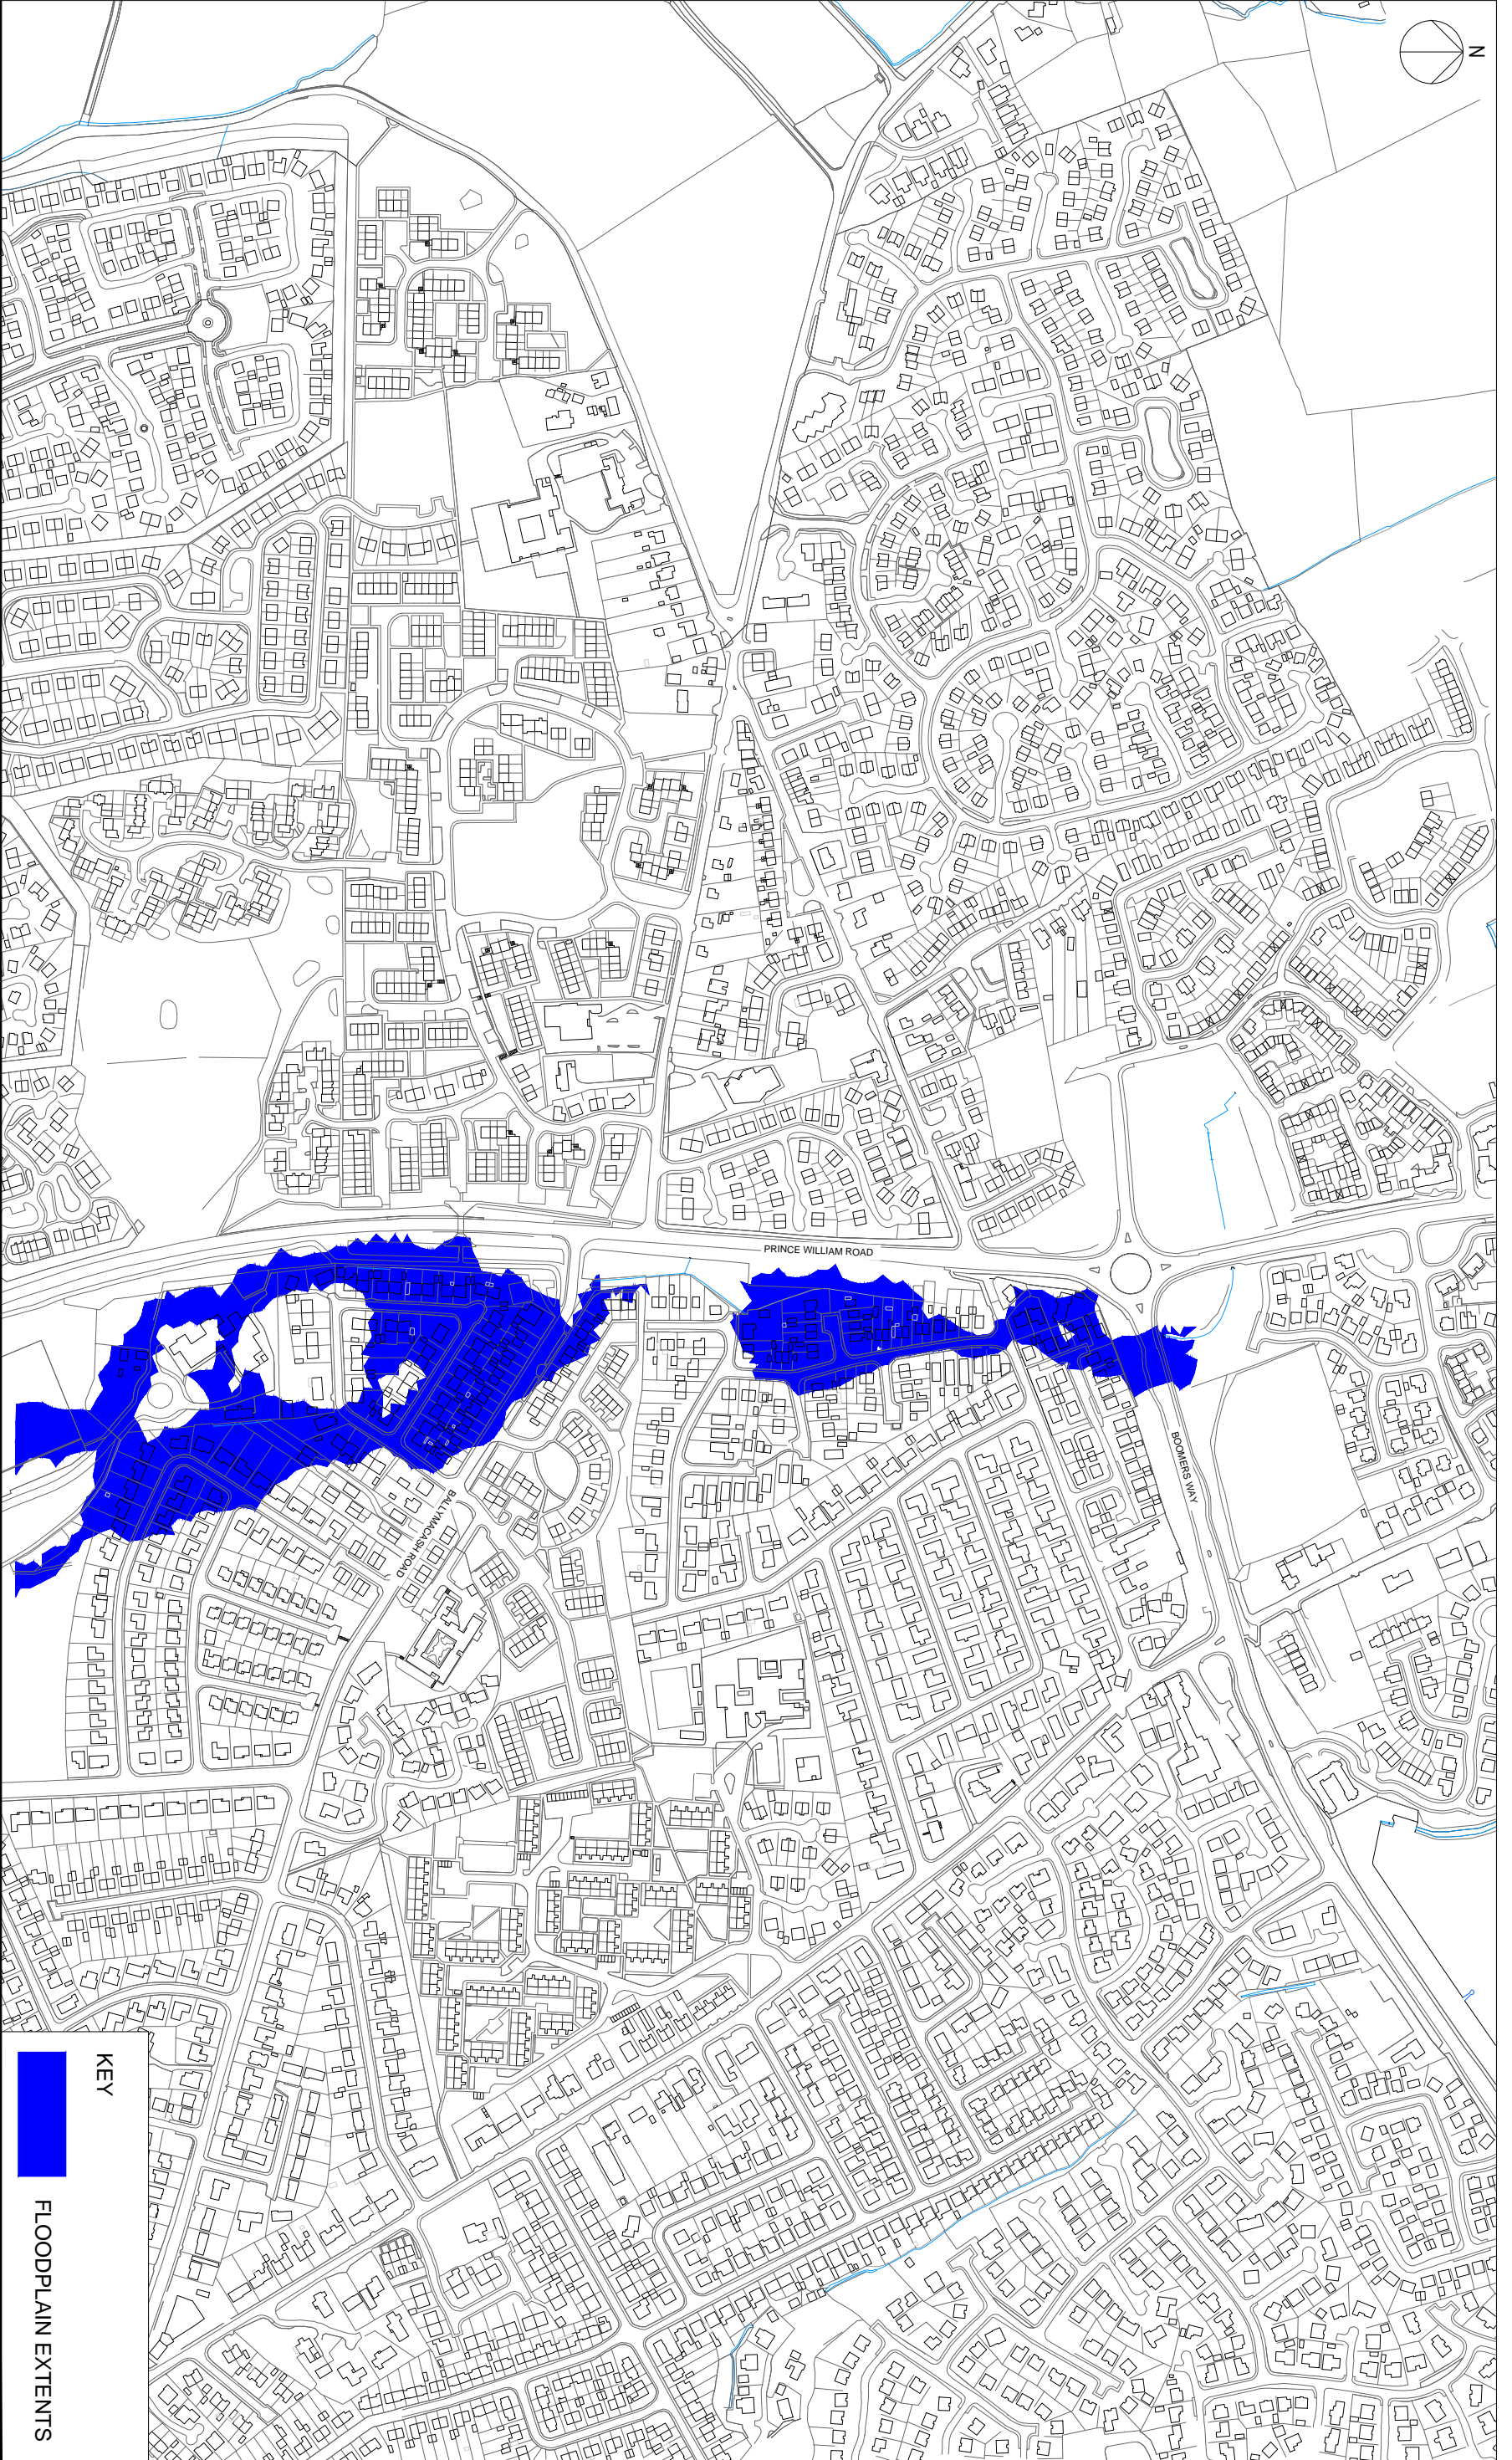 N
PRINCE WILLIAM ROAD
BOOMERS WAY
BALLYMACASH ROAD
KEY
FLOODPLAIN EXTENTS